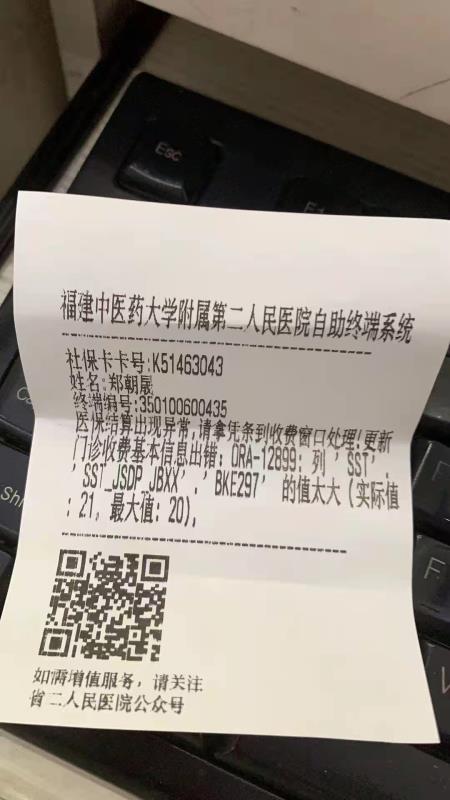 Esc
福建中医药大学附属第二人民医院自助终端系统
社保卡卡号:K51463043
姓名:郑朝晟
终端编号:350100600435
医保结算出现异常,请拿凭条到收费窗口处理!更新
门诊收费基本信息出错: ORA-12899: 列 'SST'.
'SST_JSDP_JBXX'.'BKE297' 的值太大 (实际值
: 21, 最大值: 20),
如需增值服务，请关注
省二人民医院公众号